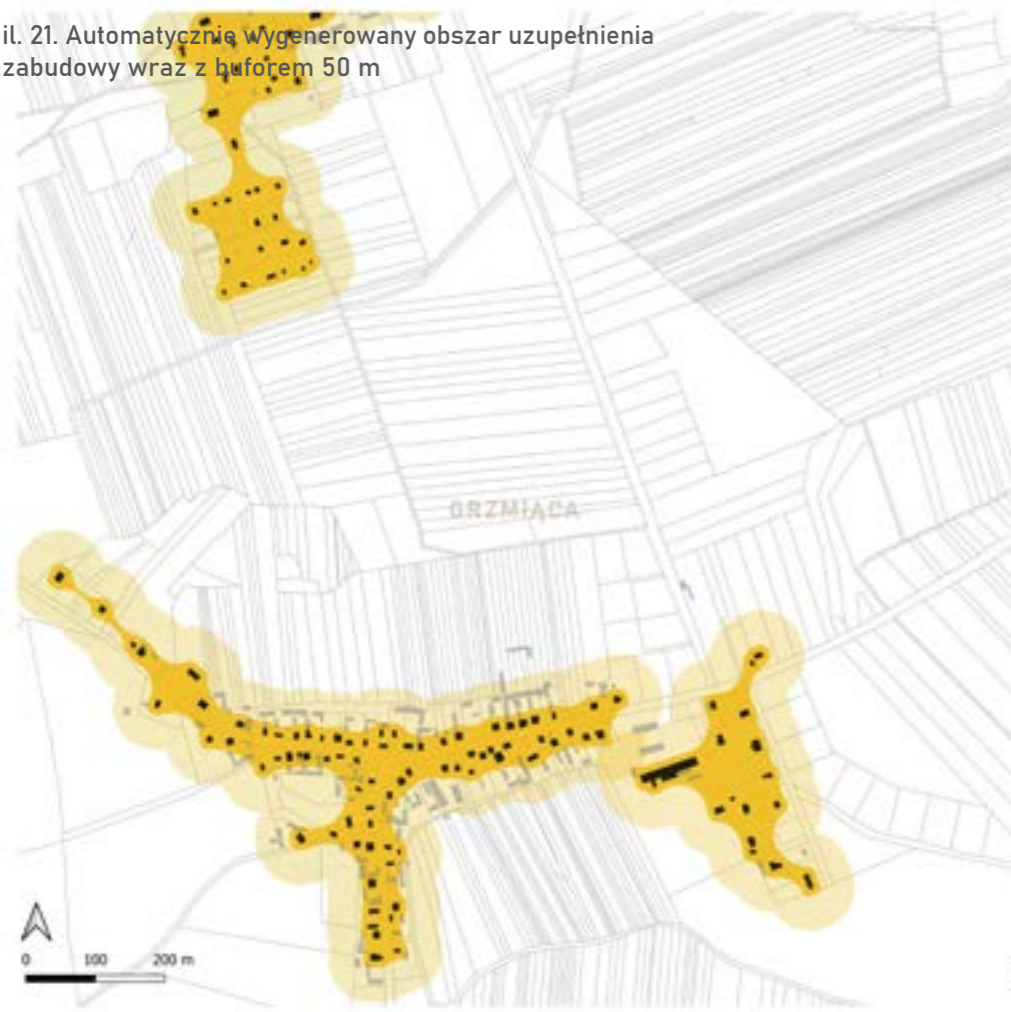 il. 21. Automatycznie wygenerowany obszar uzupełnienia
zabudowy wraz z buforem 50 m
GRZMIĄCA
0 100 200 m